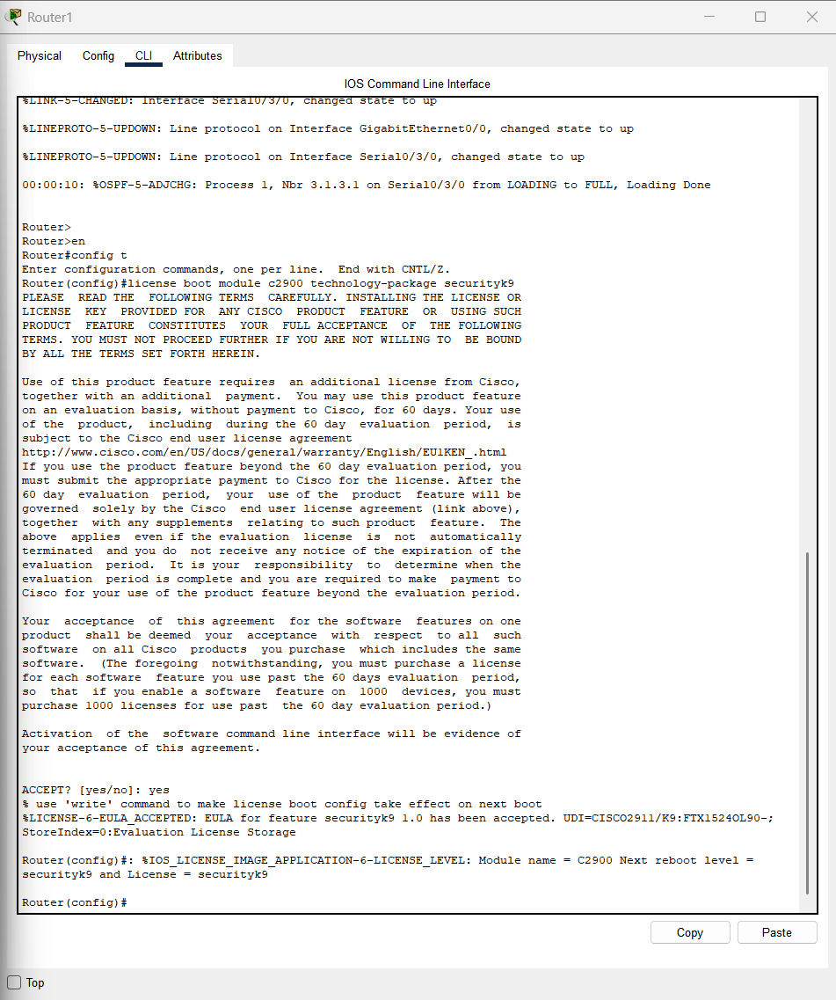 Router1
Physical Config CLI Attributes
IOS Command Line Interface
%LINK-5-CHANGED: Interface Serial0/3/0, changed state to up
%LINEPROTO-5-UPDOWN: Line protocol on Interface GigabitEthernet0/0, changed state to up
%LINEPROTO-5-UPDOWN: Line protocol on Interface Serial0/3/0, changed state to up
00:00:10: %OSPF-5-ADJCHG: Process 1, Nbr 3.1.3.1 on Serial0/3/0 from LOADING to FULL, Loading Done
Router>
Router>en
Router#config t
Enter configuration commands, one per line.  End with CNTL/Z.
Router(config)#license boot module c2900 technology-package securityk9
PLEASE  READ THE  FOLLOWING TERMS  CAREFULLY. INSTALLING THE LICENSE OR
LICENSE  KEY  PROVIDED FOR  ANY CISCO  PRODUCT  FEATURE  OR  USING SUCH
PRODUCT  FEATURE  CONSTITUTES  YOUR  FULL ACCEPTANCE  OF  THE FOLLOWING
TERMS. YOU MUST NOT PROCEED FURTHER IF YOU ARE NOT WILLING TO  BE BOUND
BY ALL THE TERMS SET FORTH HEREIN.
Use of this product feature requires  an additional license from Cisco,
together with an additional  payment.  You may use this product feature
on an evaluation basis, without payment to Cisco, for 60 days. Your use
of the  product,  including  during the 60 day  evaluation  period,  is
subject to the Cisco end user license agreement
http://www.cisco.com/en/US/docs/general/warranty/English/EU1KEN_.html
If you use the product feature beyond the 60 day evaluation period, you
must submit the appropriate payment to Cisco for the license. After the
60 day  evaluation  period,  your  use of the  product  feature will be
governed  solely by the Cisco  end user license agreement (link above),
together  with any supplements  relating to such product  feature.  The
above  applies  even if the evaluation  license  is  not  automatically
terminated  and you do  not receive any notice of the expiration of the
evaluation  period.  It is your  responsibility  to  determine when the
evaluation  period is complete and you are required to make  payment to
Cisco for your use of the product feature beyond the evaluation period.
Your  acceptance  of  this agreement  for the software  features on one
product  shall be deemed  your  acceptance  with  respect  to all  such
software  on all Cisco  products  you purchase  which includes the same
software.  (The foregoing  notwithstanding, you must purchase a license
for each software  feature you use past the 60 days evaluation  period,
so  that  if you enable a software  feature on  1000  devices, you must
purchase 1000 licenses for use past  the 60 day evaluation period.)
Activation  of the  software command line interface will be evidence of
your acceptance of this agreement.
ACCEPT? [yes/no]: yes
% use 'write' command to make license boot config take effect on next boot
%LICENSE-6-EULA_ACCEPTED: EULA for feature securityk9 1.0 has been accepted. UDI=CISCO2911/K9:FTX1524OL90-;
StoreIndex=0:Evaluation License Storage
Router(config)#: %IOS_LICENSE_IMAGE_APPLICATION-6-LICENSE_LEVEL: Module name = C2900 Next reboot level =
securityk9 and License = securityk9
Router(config)#
Copy Paste
Top